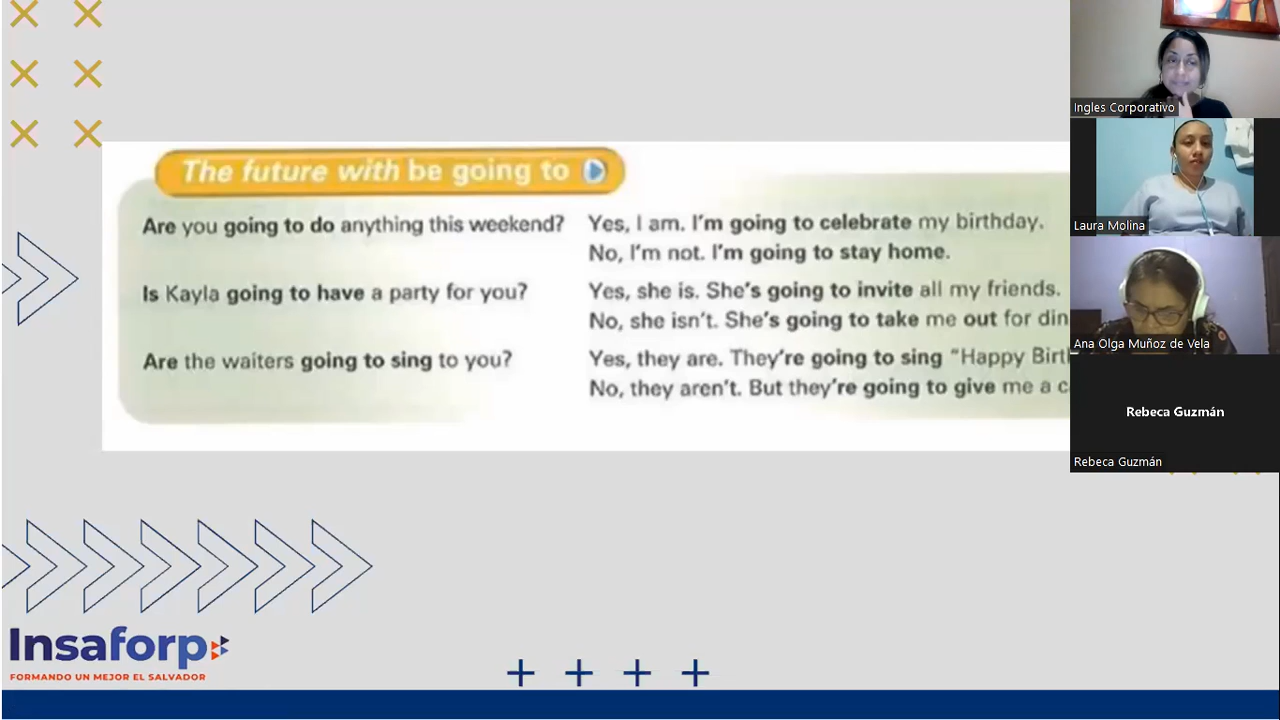 The future with be going to
Are you going to do anything this weekend? Yes, I am. I'm going to celebrate my birthday.
No, I'm not. I'm going to stay home.
Is Kayla going to have a party for you? Yes, she is. She's going to invite all my friends.
No, she isn't. She's going to take me out for
Are the waiters going to sing to you? Yes, they are. They're going to sing "Happy
No, they aren't. But they're going to give me a
Insaforp
FORMANDO UN MEJOR EL SALVADOR
Ingles Corporativo
Laura Molina
Ana Olga Muñoz de Vela
Rebeca Guzmán
Rebeca Guzmán